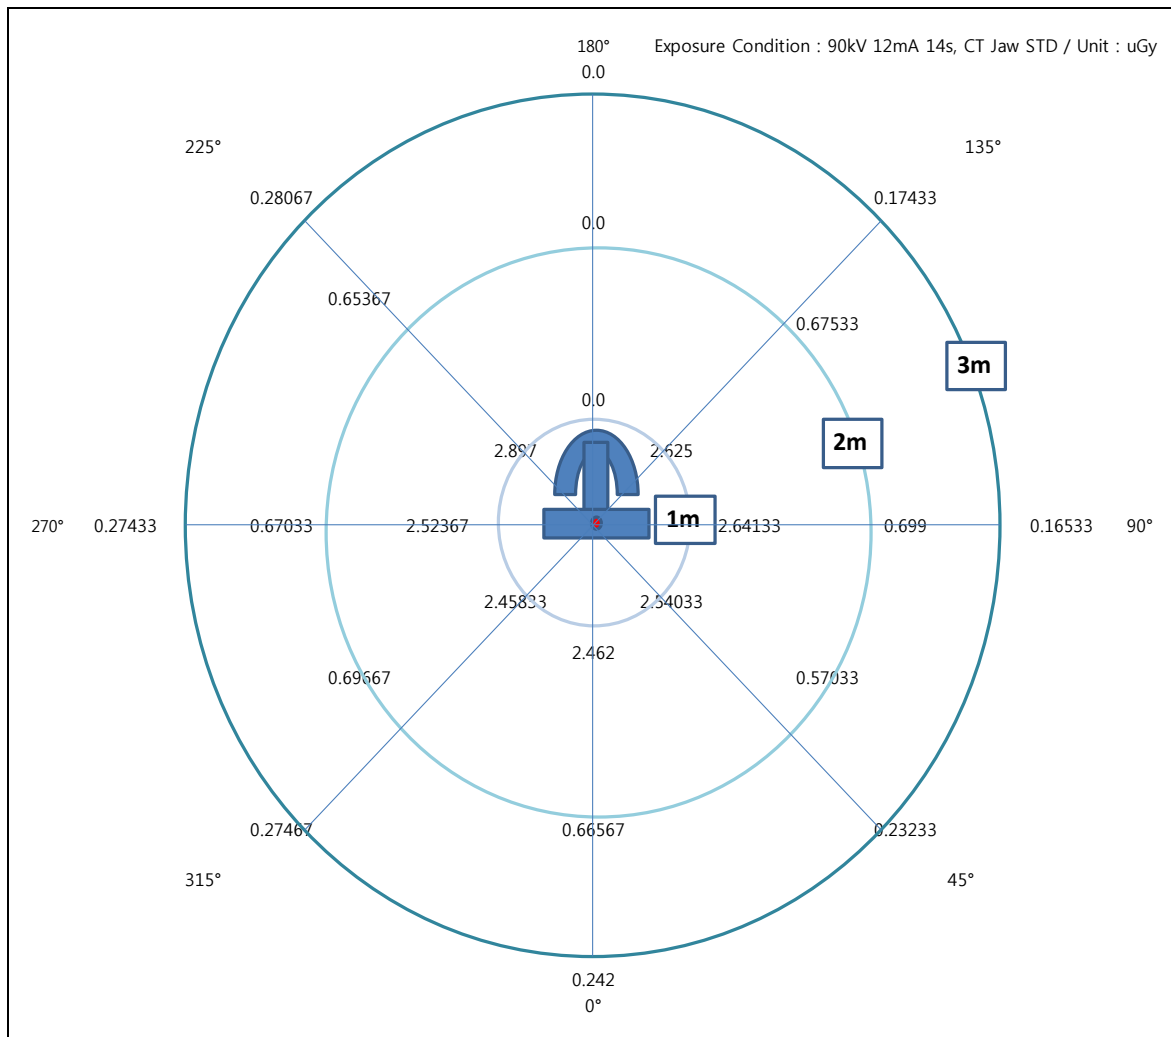 180° Exposure Condition : 90kV 12mA 14s, CT Jaw STD / Unit : uGy
0.0
225° 135°
0.28067 0.17433
0.0
0.65367 0.67533
3m
0.0
2m
2.897 2.625
1m
270° 0.27433 0.67033 2.52367 2.64133 0.699 0.16533 90°
2.45833 2.54033
2.462
0.69667 0.57033
0.27467 0.66567 0.23233
315° 45°
0.242
0°